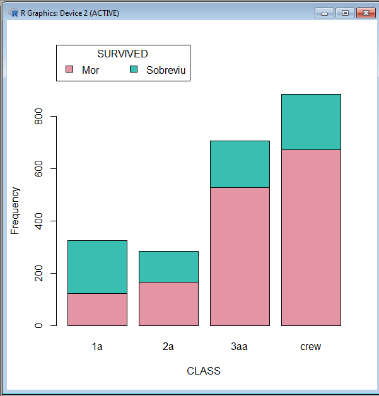 R Graphics: Device 2 (ACTIVE)
SURVIVED
Mor Sobreviu
800
600
400
200
0
Frequency
1a 2a 3aa crew
CLASS